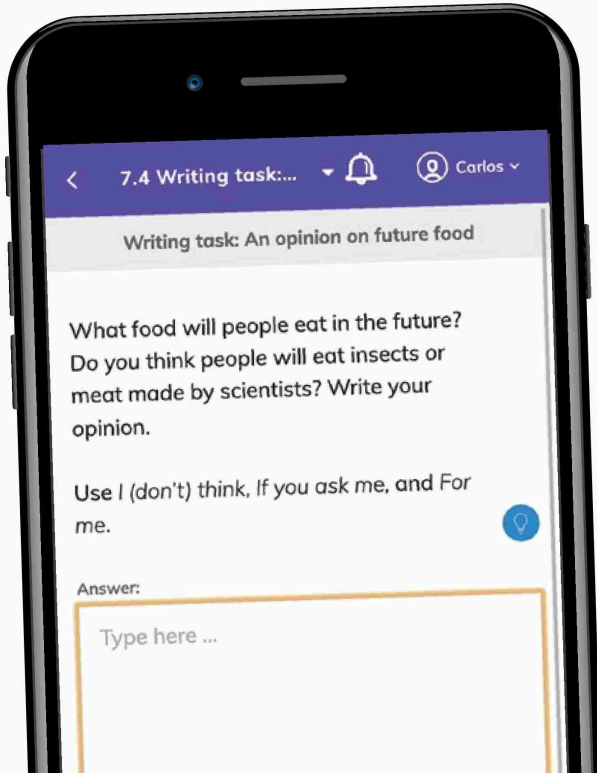 7.4 Writing task:...
Carlos
Writing task: An opinion on future food
What food will people eat in the future?
Do you think people will eat insects or
meat made by scientists? Write your
opinion.
Use I (don't) think, If you ask me, and For
me.
Answer:
Type here ...